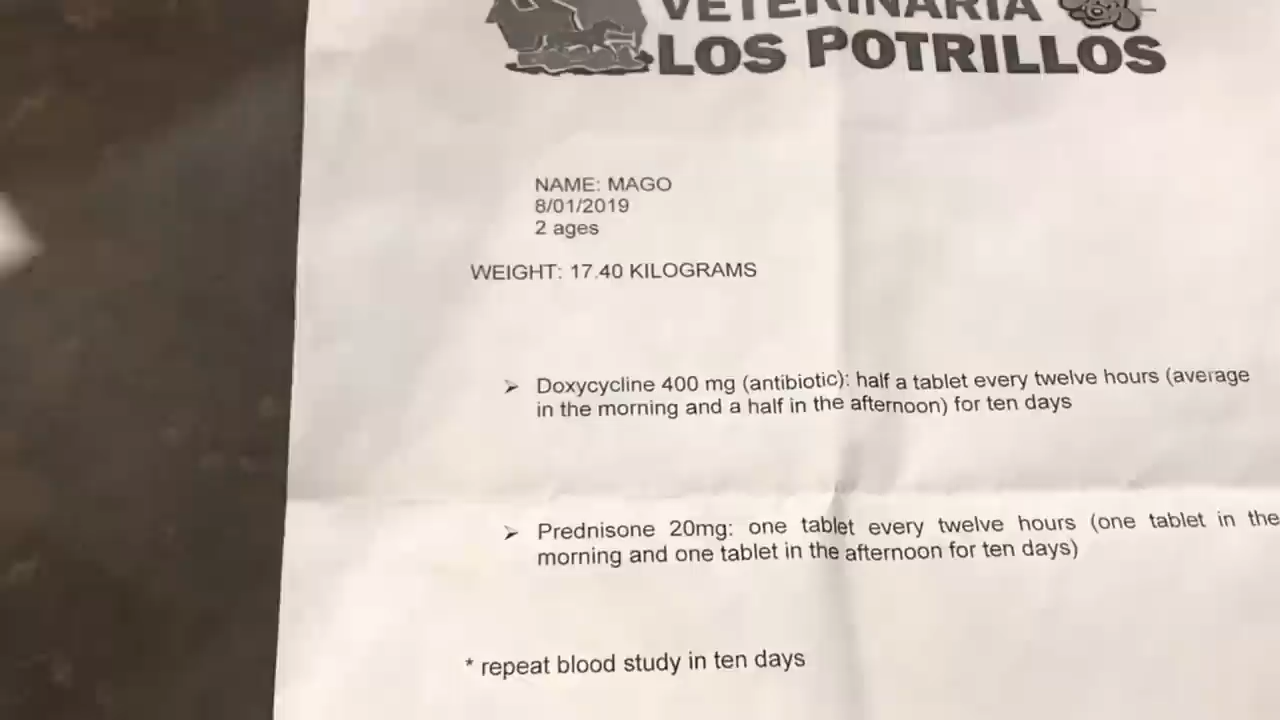 VETERINARIA
LOS POTRILLOS
NAME: MAGO
8/01/2019
2 ages
WEIGHT: 17.40 KILOGRAMS
➢ Doxycycline 400 mg (antibiotic): half a tablet every twelve hours (average
in the morning and a half in the afternoon) for ten days
➢ Prednisone 20mg: one tablet every twelve hours (one tablet in the
morning and one tablet in the afternoon for ten days)
* repeat blood study in ten days